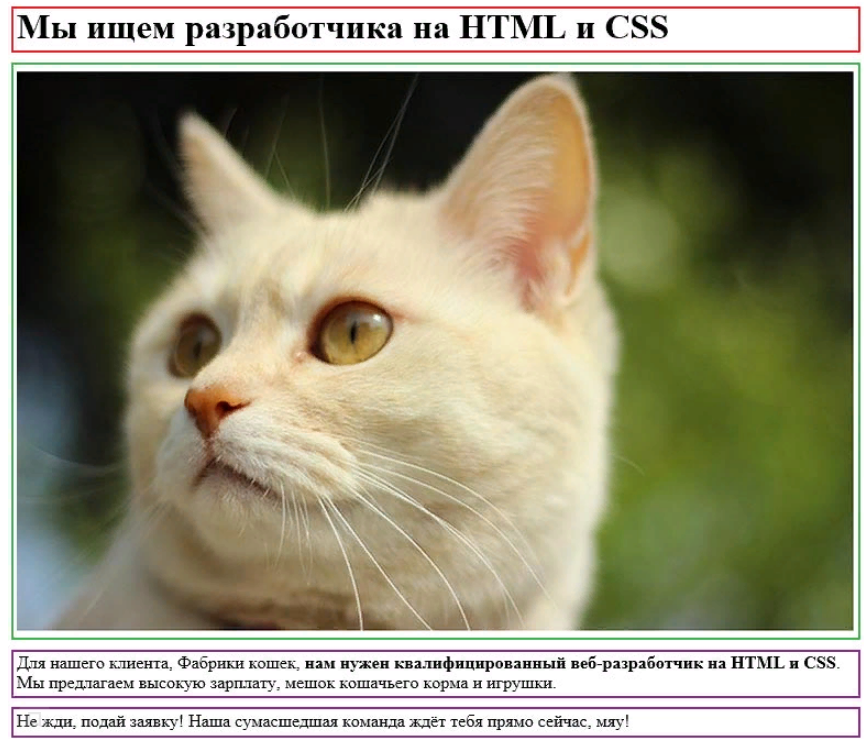 Мы ищем разработчика на HTML и CSS
Для нашего клиента, Фабрики кошек, нам нужен квалифицированный веб-разработчик на HTML и CSS.
Мы предлагаем высокую зарплату, мешок кошачьего корма и игрушки.
Не жди, подай заявку! Наша сумасшедшая команда ждёт тебя прямо сейчас, мяу!